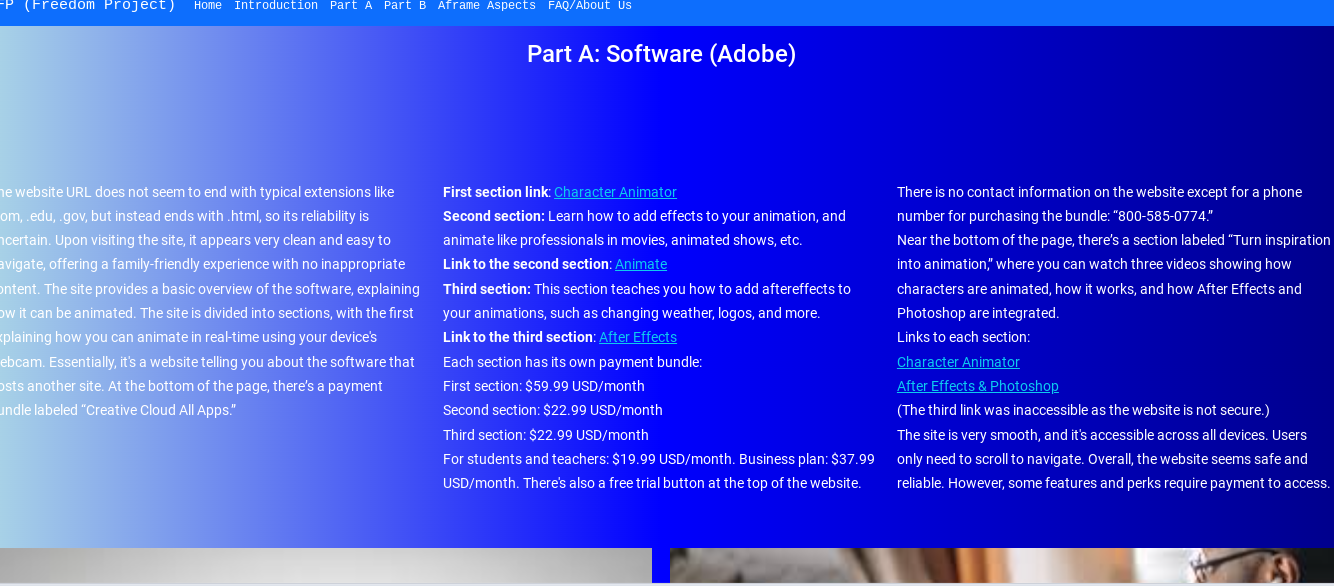 FP (Freedom Project) Home Introduction Part A Part B Aframe Aspects FAQ/About Us
Part A: Software (Adobe)
he website URL does not seem to end with typical extensions like
om, .edu, .gov, but instead ends with .html, so its reliability is
ncertain. Upon visiting the site, it appears very clean and easy to
avigate, offering a family-friendly experience with no inappropriate
ontent. The site provides a basic overview of the software, explaining
ow it can be animated. The site is divided into sections, with the first
xplaining how you can animate in real-time using your device's
ebcam. Essentially, it's a website telling you about the software that
osts another site. At the bottom of the page, there’s a payment
undle labeled “Creative Cloud All Apps.”
First section link: Character Animator
Second section: Learn how to add effects to your animation, and
animate like professionals in movies, animated shows, etc.
Link to the second section: Animate
Third section: This section teaches you how to add aftereffects to
your animations, such as changing weather, logos, and more.
Link to the third section: After Effects
Each section has its own payment bundle:
First section: $59.99 USD/month
Second section: $22.99 USD/month
Third section: $22.99 USD/month
For students and teachers: $19.99 USD/month. Business plan: $37.99
USD/month. There's also a free trial button at the top of the website.
There is no contact information on the website except for a phone
number for purchasing the bundle: “800-585-0774.”
Near the bottom of the page, there’s a section labeled “Turn inspiration
into animation,” where you can watch three videos showing how
characters are animated, how it works, and how After Effects and
Photoshop are integrated.
Links to each section:
Character Animator
After Effects & Photoshop
(The third link was inaccessible as the website is not secure.)
The site is very smooth, and it's accessible across all devices. Users
only need to scroll to navigate. Overall, the website seems safe and
reliable. However, some features and perks require payment to access.